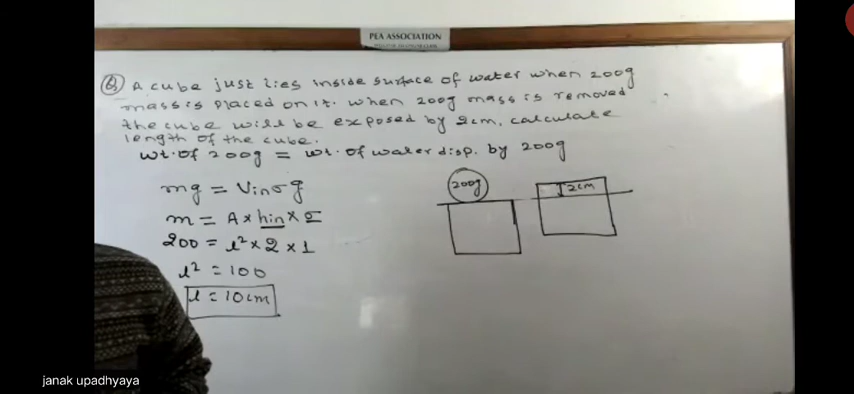 PEA ASSOCIATION
Q) A cube just lies inside surface of water when 200g
mass is placed on it. when 200g mass is removed
the cube will be exposed by 2cm, calculate
length of the cube.
wt. of 200g = wt. of water disp. by 200g
mg = Vin σg
m = A × hin × σ
200 = l² × 2 × 1
l² = 100
l = 10cm
200g
2cm
janak upadhyaya